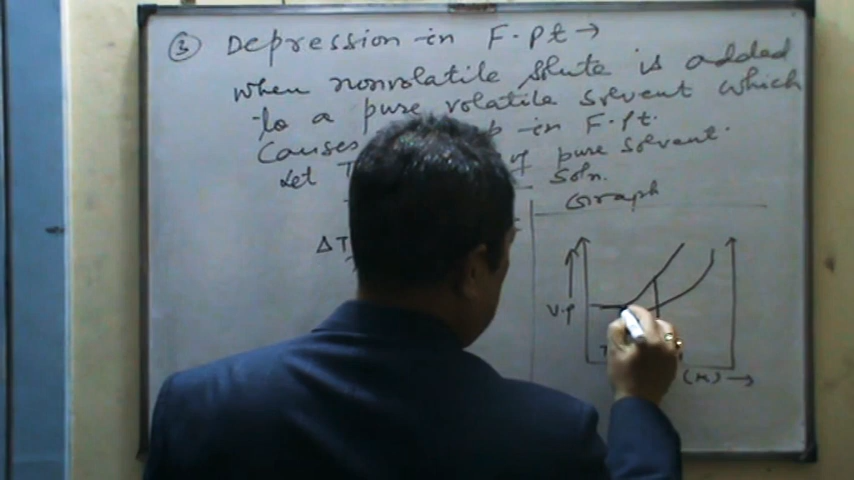 ③ Depression in F.Pt →
when nonvolatile solute is added
to a pure volatile solvent which
Causes in F.Pt.
Let T of pure solvent.
Soln.
Graph
ΔT
V.P
T
(K) →